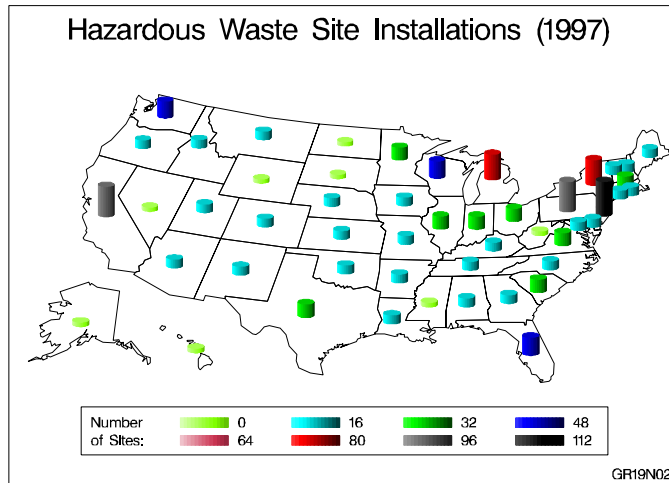 Hazardous Waste Site Installations (1997)
Number 0 16 32 48
of SItes: 64 80 96 112
GR19N02